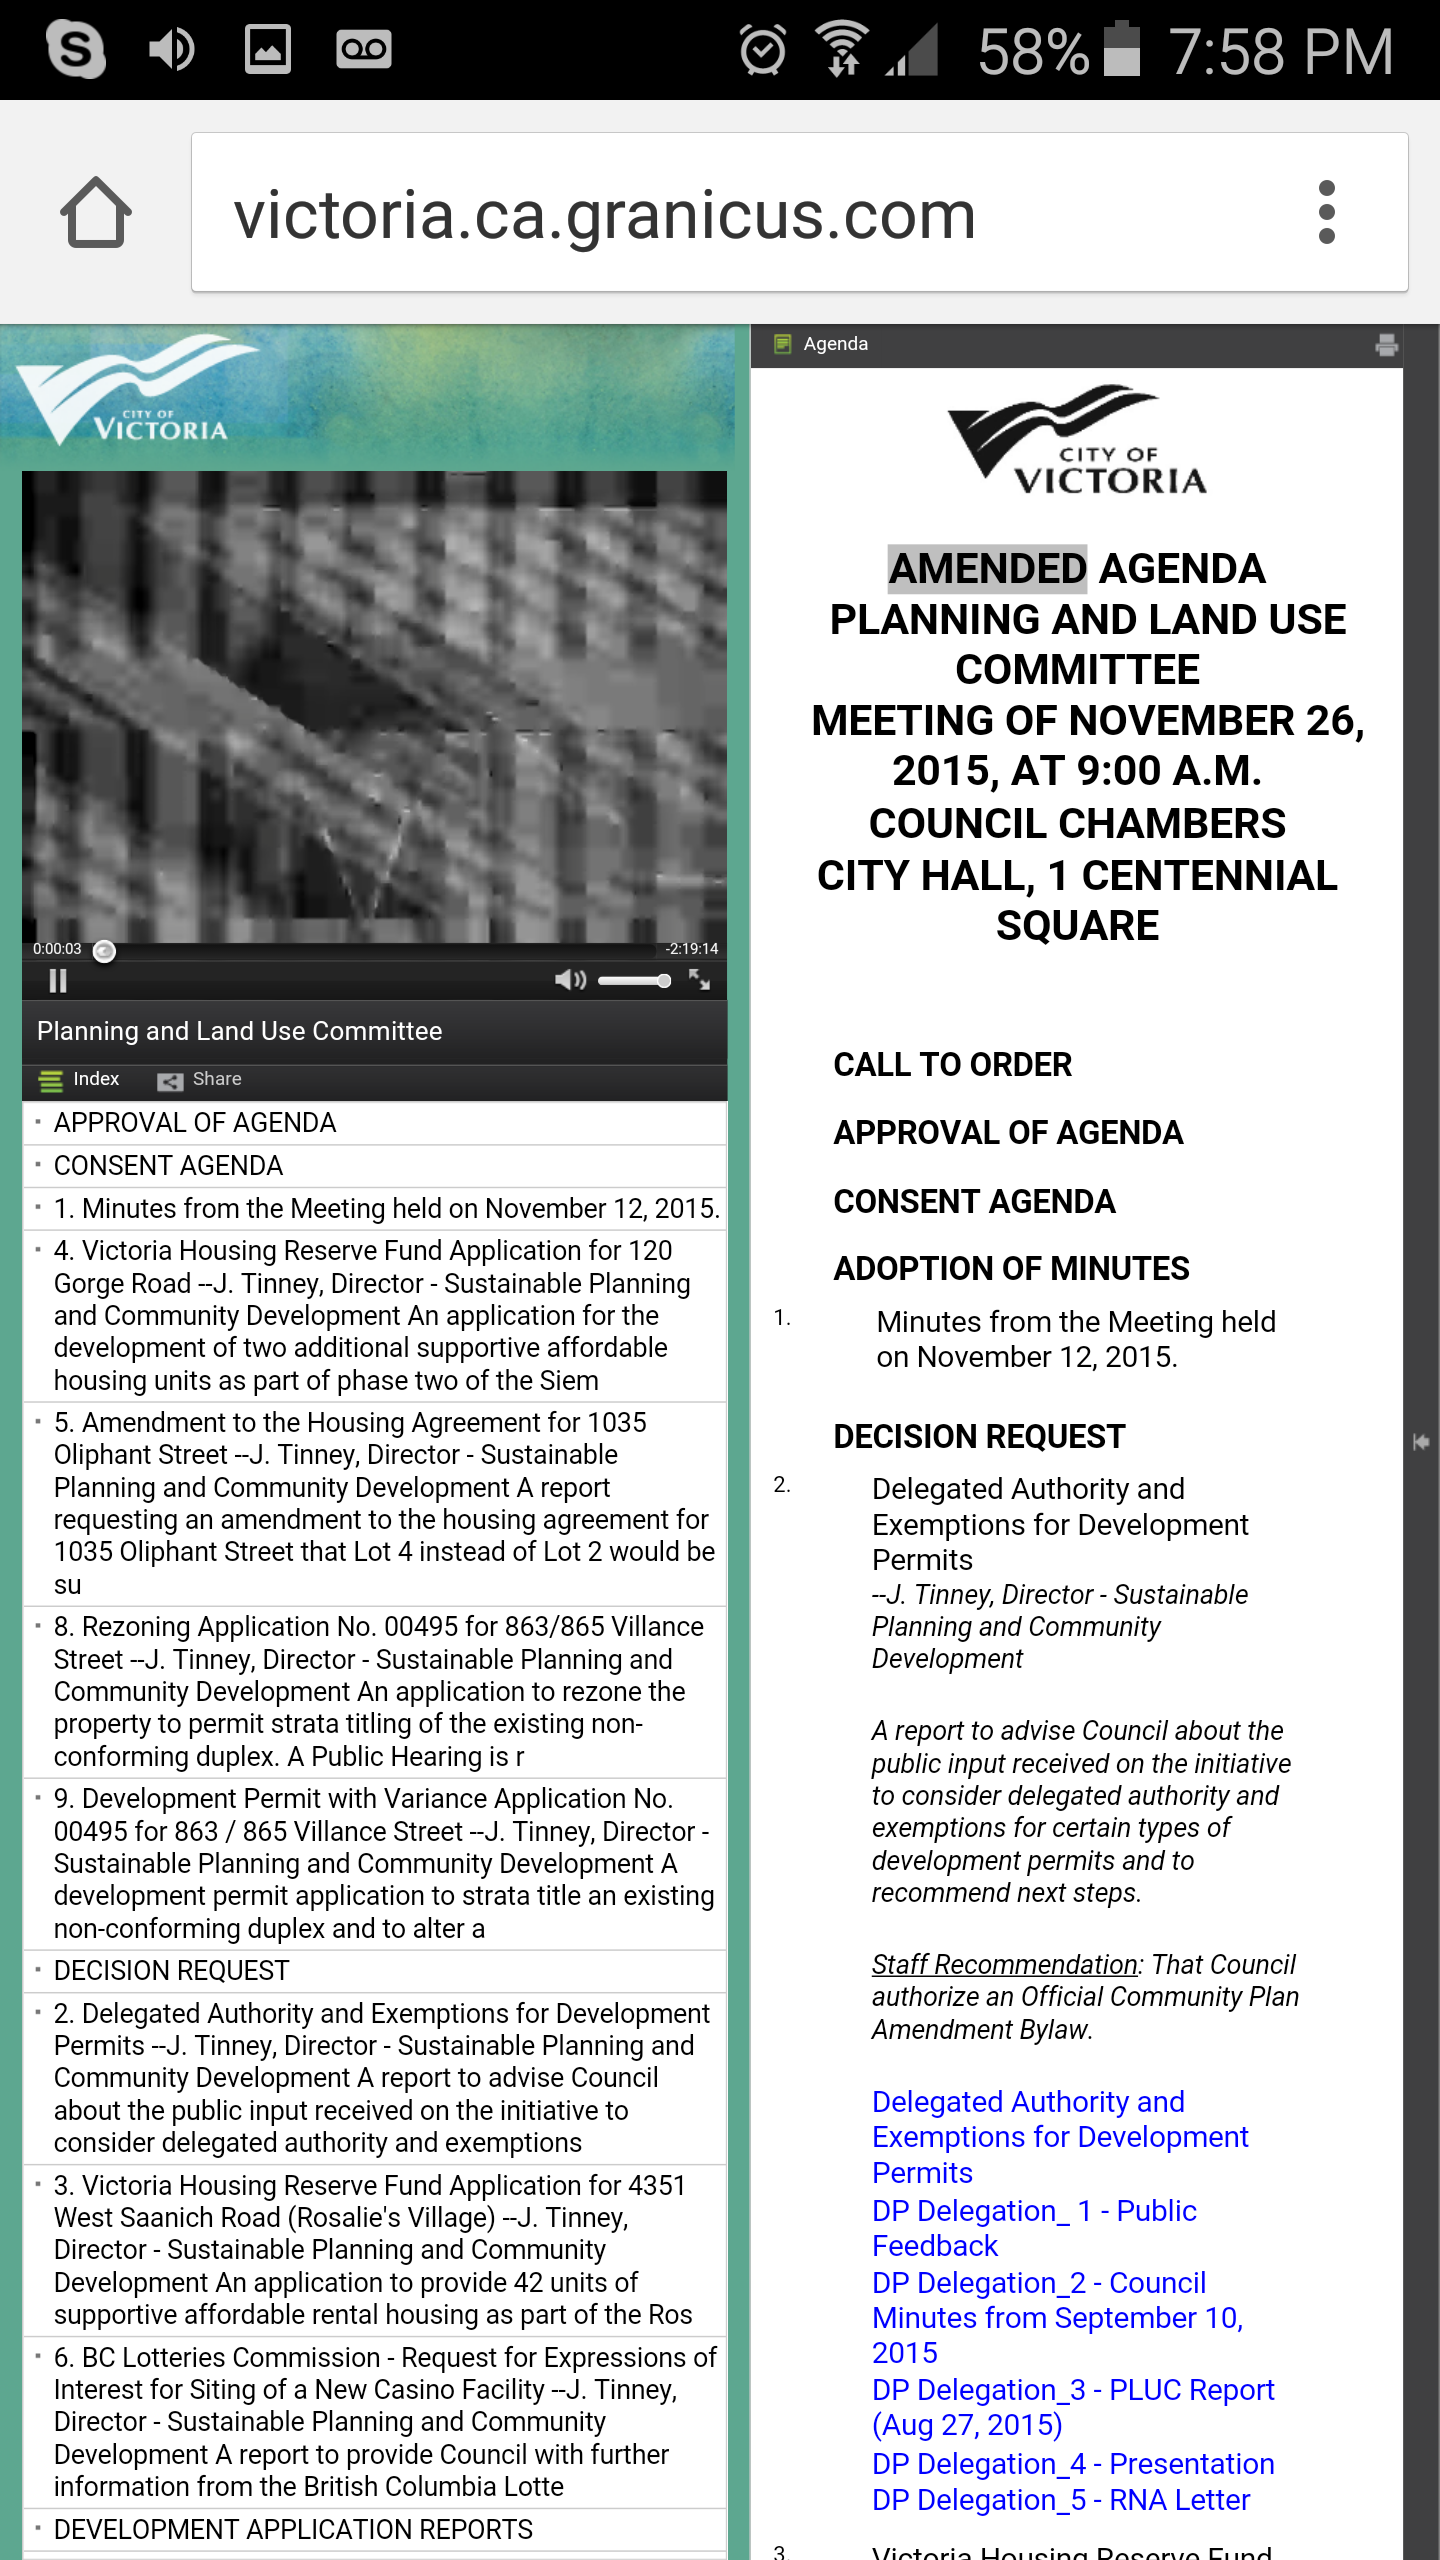 58% 7:58 PM
victoria.ca.granicus.com
CITY OF
VICTORIA
0:00:03
-2:19:14
Planning and Land Use Committee
Index
Share
APPROVAL OF AGENDA
CONSENT AGENDA
1. Minutes from the Meeting held on November 12, 2015.
4. Victoria Housing Reserve Fund Application for 120
Gorge Road --J. Tinney, Director - Sustainable Planning
and Community Development An application for the
development of two additional supportive affordable
housing units as part of phase two of the Siem
5. Amendment to the Housing Agreement for 1035
Oliphant Street --J. Tinney, Director - Sustainable
Planning and Community Development A report
requesting an amendment to the housing agreement for
1035 Oliphant Street that Lot 4 instead of Lot 2 would be
su
8. Rezoning Application No. 00495 for 863/865 Villance
Street --J. Tinney, Director - Sustainable Planning and
Community Development An application to rezone the
property to permit strata titling of the existing non-
conforming duplex. A Public Hearing is r
9. Development Permit with Variance Application No.
00495 for 863 / 865 Villance Street --J. Tinney, Director -
Sustainable Planning and Community Development A
development permit application to strata title an existing
non-conforming duplex and to alter a
DECISION REQUEST
2. Delegated Authority and Exemptions for Development
Permits --J. Tinney, Director - Sustainable Planning and
Community Development A report to advise Council
about the public input received on the initiative to
consider delegated authority and exemptions
3. Victoria Housing Reserve Fund Application for 4351
West Saanich Road (Rosalie's Village) --J. Tinney,
Director - Sustainable Planning and Community
Development An application to provide 42 units of
supportive affordable rental housing as part of the Ros
6. BC Lotteries Commission - Request for Expressions of
Interest for Siting of a New Casino Facility --J. Tinney,
Director - Sustainable Planning and Community
Development A report to provide Council with further
information from the British Columbia Lotte
DEVELOPMENT APPLICATION REPORTS
Agenda
CITY OF
VICTORIA
AMENDED AGENDA
PLANNING AND LAND USE
COMMITTEE
MEETING OF NOVEMBER 26,
2015, AT 9:00 A.M.
COUNCIL CHAMBERS
CITY HALL, 1 CENTENNIAL
SQUARE
CALL TO ORDER
APPROVAL OF AGENDA
CONSENT AGENDA
ADOPTION OF MINUTES
1. Minutes from the Meeting held
on November 12, 2015.
DECISION REQUEST
2. Delegated Authority and
Exemptions for Development
Permits
--J. Tinney, Director - Sustainable
Planning and Community
Development
A report to advise Council about the
public input received on the initiative
to consider delegated authority and
exemptions for certain types of
development permits and to
recommend next steps.
Staff Recommendation: That Council
authorize an Official Community Plan
Amendment Bylaw.
Delegated Authority and
Exemptions for Development
Permits
DP Delegation_ 1 - Public
Feedback
DP Delegation_2 - Council
Minutes from September 10,
2015
DP Delegation_3 - PLUC Report
(Aug 27, 2015)
DP Delegation_4 - Presentation
DP Delegation_5 - RNA Letter
3. Victoria Housing Reserve Fund